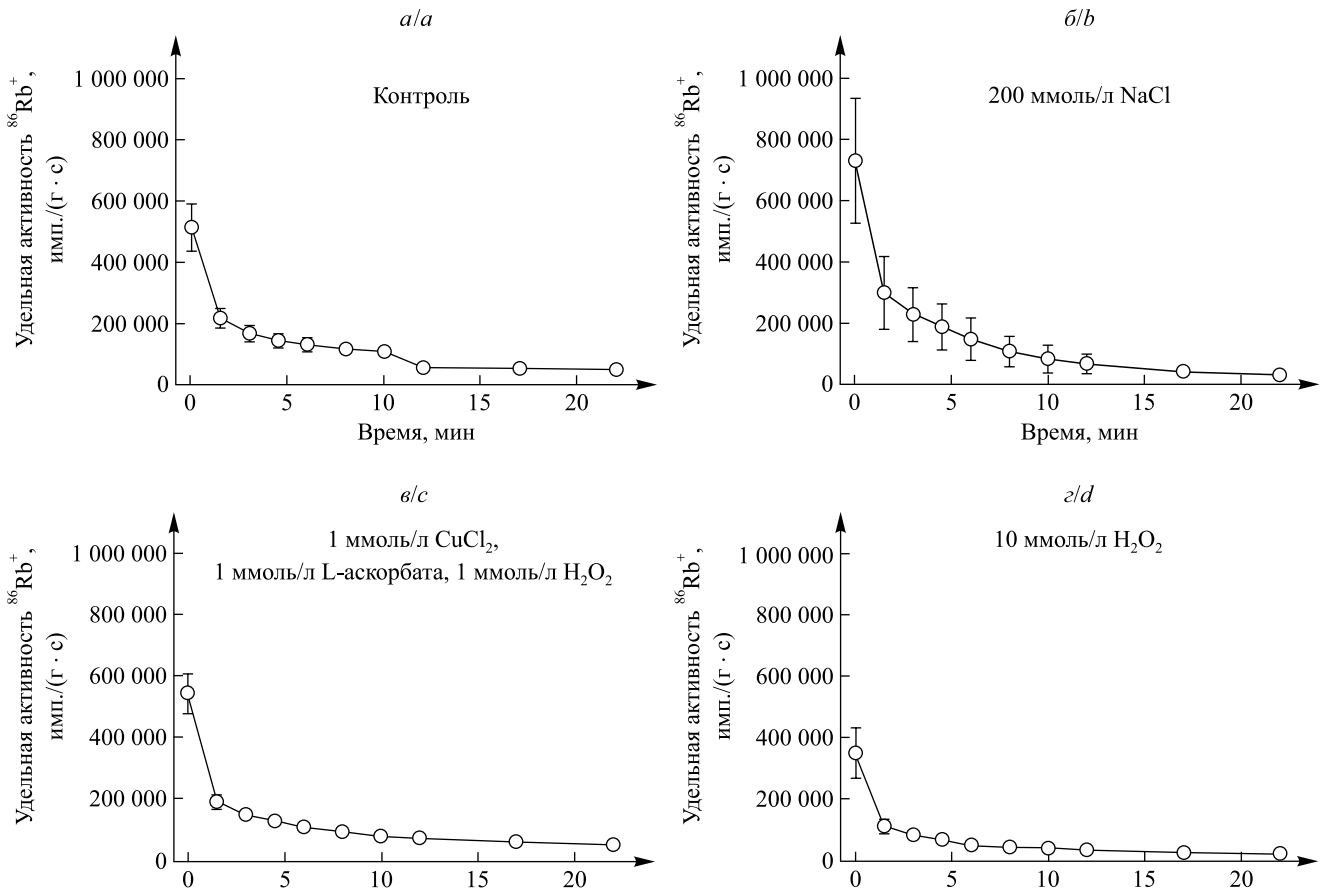 а/a
Удельная активность ⁸⁶Rb⁺,
имп./(г · с)
1 000 000
800 000
600 000
400 000
200 000
0
Контроль
0 5 10 15 20
Время, мин
б/b
Удельная активность ⁸⁶Rb⁺,
имп./(г · с)
1 000 000
800 000
600 000
400 000
200 000
0
200 ммоль/л NaCl
0 5 10 15 20
Время, мин
в/c
Удельная активность ⁸⁶Rb⁺,
имп./(г · с)
1 000 000
800 000
600 000
400 000
200 000
0
1 ммоль/л CuCl₂,
1 ммоль/л L-аскорбата, 1 ммоль/л H₂O₂
0 5 10 15 20
г/d
Удельная активность ⁸⁶Rb⁺,
имп./(г · с)
1 000 000
800 000
600 000
400 000
200 000
0
10 ммоль/л H₂O₂
0 5 10 15 20